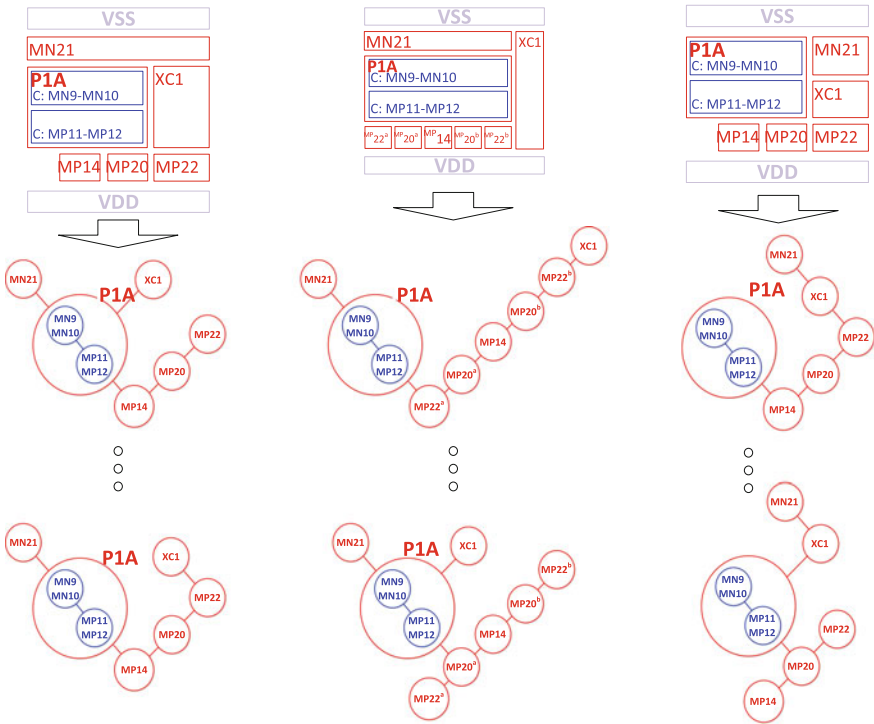 VSS
MN21
P1A
C: MN9-MN10
XC1
C: MP11-MP12
MP14 MP20 MP22
VDD
VSS
MN21
XC1
P1A
C: MN9-MN10
C: MP11-MP12
MP22ᵃ MP20ᵃ MP14 MP20ᵇ MP22ᵇ
VDD
VSS
P1A
C: MN9-MN10
MN21
C: MP11-MP12
XC1
MP14 MP20 MP22
VDD
MN21
P1A
XC1
MN9
MN10
MP11
MP12
MP22
MP20
MP14
MN21
P1A
XC1
MP22ᵇ
MP20ᵇ
MN9
MN10
MP14
MP11
MP12
MP20ᵃ
MP22ᵃ
MN21
P1A
XC1
MN9
MN10
MP22
MP11
MP12
MP20
MP14
MN21
P1A
XC1
MN9
MN10
MP22
MP11
MP12
MP20
MP14
MN21
P1A
XC1
MP22ᵇ
MN9
MN10
MP20ᵇ
MP11
MP12
MP14
MP20ᵃ
MP22ᵃ
MN21
XC1
P1A
MN9
MN10
MP11
MP12
MP22
MP20
MP14